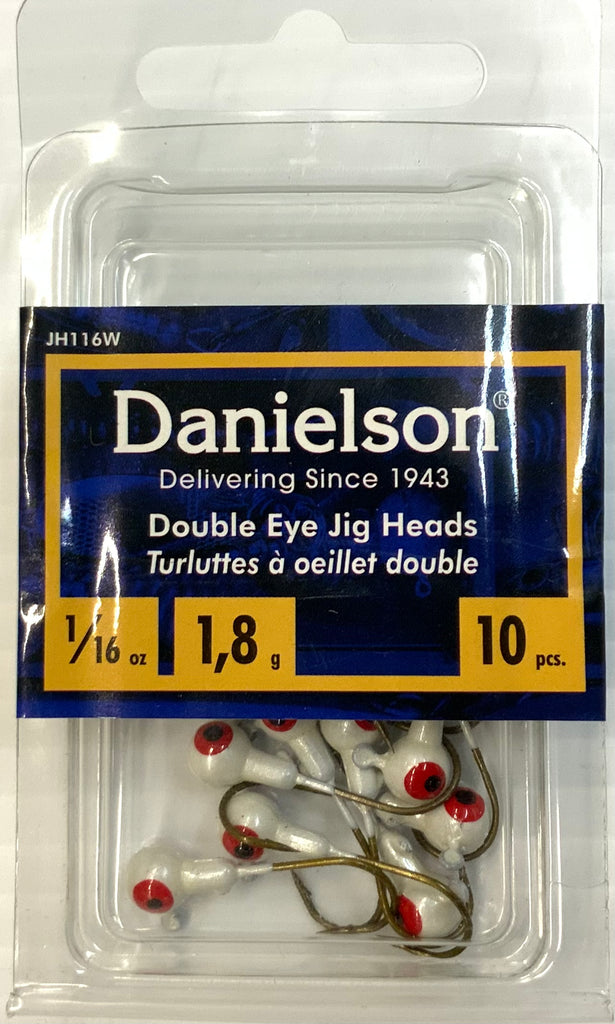 JH116W
Danielson®
Delivering Since 1943
Double Eye Jig Heads
Turluttes à oeillet double
1/16 oz 1,8 g 10 pcs.